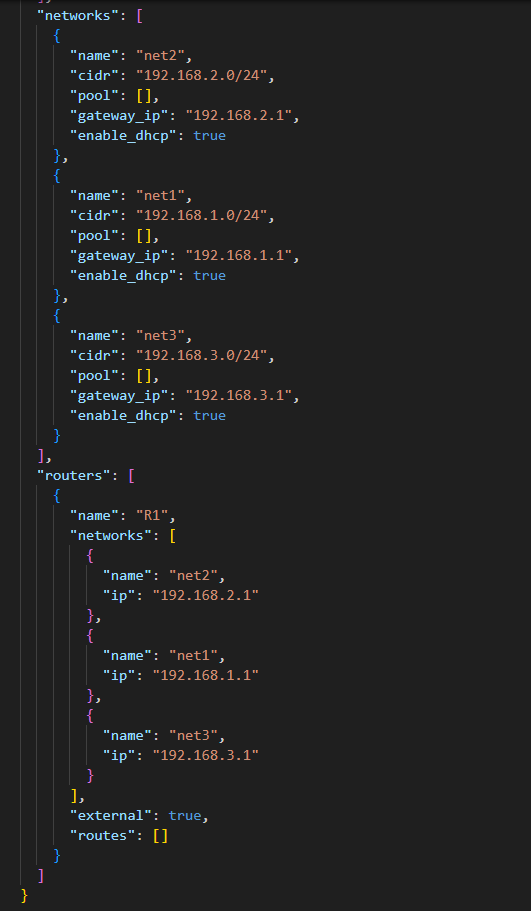 "networks": [
{
"name": "net2",
"cidr": "192.168.2.0/24",
"pool": [],
"gateway_ip": "192.168.2.1",
"enable_dhcp": true
},
{
"name": "net1",
"cidr": "192.168.1.0/24",
"pool": [],
"gateway_ip": "192.168.1.1",
"enable_dhcp": true
},
{
"name": "net3",
"cidr": "192.168.3.0/24",
"pool": [],
"gateway_ip": "192.168.3.1",
"enable_dhcp": true
}
],
"routers": [
{
"name": "R1",
"networks": [
{
"name": "net2",
"ip": "192.168.2.1"
},
{
"name": "net1",
"ip": "192.168.1.1"
},
{
"name": "net3",
"ip": "192.168.3.1"
}
],
"external": true,
"routes": []
}
]
}